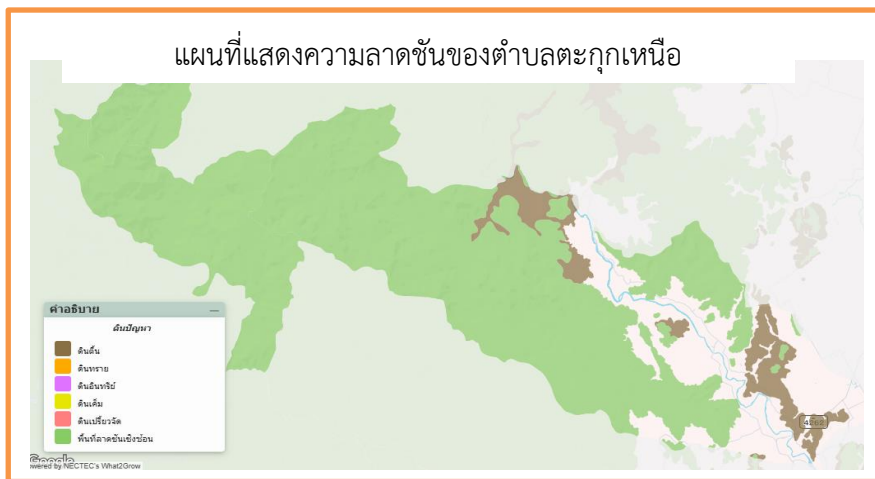 แผนที่แสดงความลาดชันของตำบลตะกุกเหนือ
4262
คำอธิบาย
ดินปัญหา
ดินตื้น
ดินทราย
ดินอินทรีย์
ดินเค็ม
ดินเปรี้ยวจัด
พื้นที่ลาดชันเชิงซ้อน
Google
owered by NECTEC's What2Grow